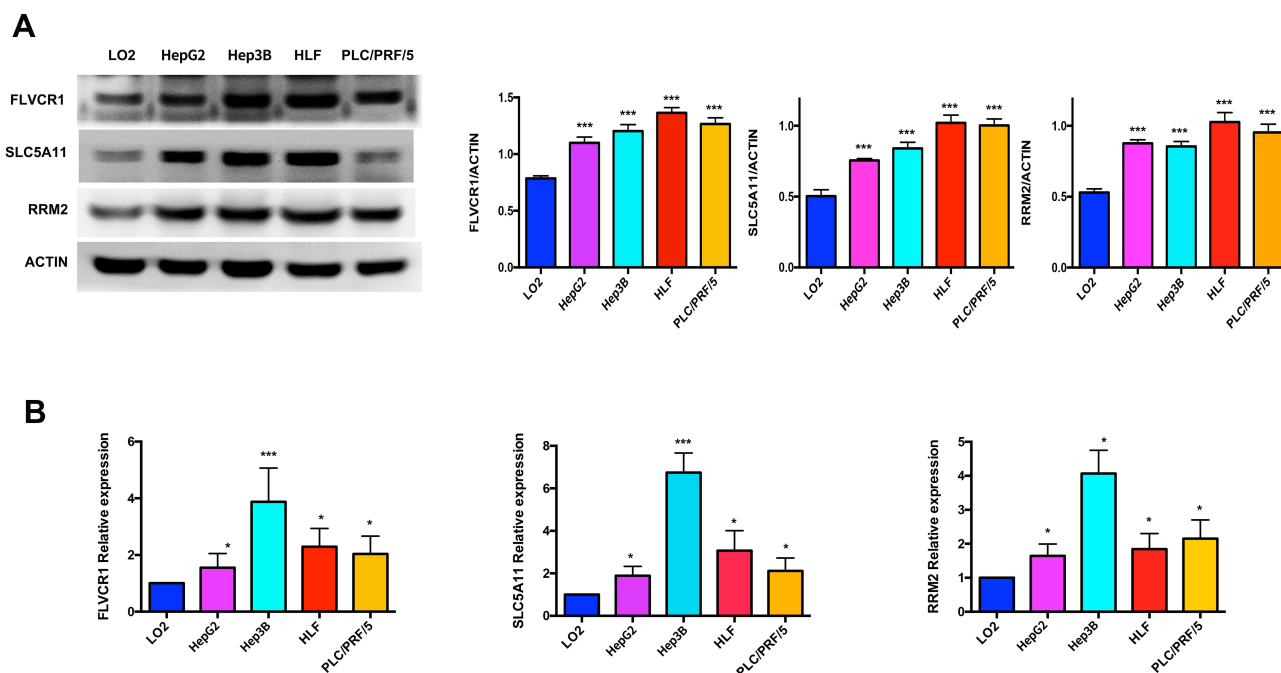 A
LO2 HepG2 Hep3B HLF PLC/PRF/5
FLVCR1
SLC5A11
RRM2
ACTIN
FLVCR1/ACTIN
1.5
1.0
0.5
0.0
*** *** *** ***
LO2 HepG2 Hep3B HLF PLC/PRF/5
SLC5A11/ACTIN
1.0
0.5
0.0
*** *** *** ***
LO2 HepG2 Hep3B HLF PLC/PRF/5
RRM2/ACTIN
1.0
0.5
0.0
*** *** *** ***
LO2 HepG2 Hep3B HLF PLC/PRF/5
B
FLVCR1 Relative expression
6
4
2
0
* *** * *
LO2 HepG2 Hep3B HLF PLC/PRF/5
SLC5A11 Relative expression
8
6
4
2
0
* *** * *
LO2 HepG2 Hep3B HLF PLC/PRF/5
RRM2 Relative expression
5
4
3
2
1
0
* * * *
LO2 HepG2 Hep3B HLF PLC/PRF/5